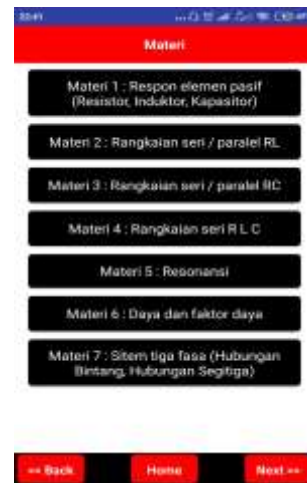 Materi
Materi 1 : Respon elemen pasif
(Resistor, Induktor, Kapasitor)
Materi 2 : Rangkaian seri / paralel RL
Materi 3 : Rangkaian seri / paralel RC
Materi 4 : Rangkaian seri R L C
Materi 5 : Resonansi
Materi 6 : Daya dan faktor daya
Materi 7 : Sitem tiga fasa (Hubungan
Bintang, Hubungan Segitiga)
<< Back
Home
Next >>